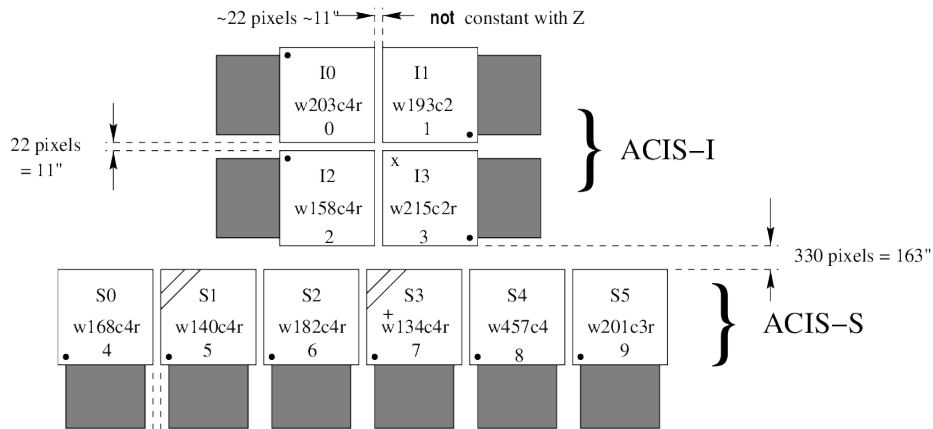 ~22 pixels ~11" not constant with Z
I0 I1
w203c4r w193c2
0 1
22 pixels
= 11"
ACIS–I
x
I2 I3
w158c4r w215c2r
2 3
330 pixels = 163"
S0 S1 S2 S3 S4 S5
+
w168c4r w140c4r w182c4r w134c4r w457c4 w201c3r
4 5 6 7 8 9
ACIS–S